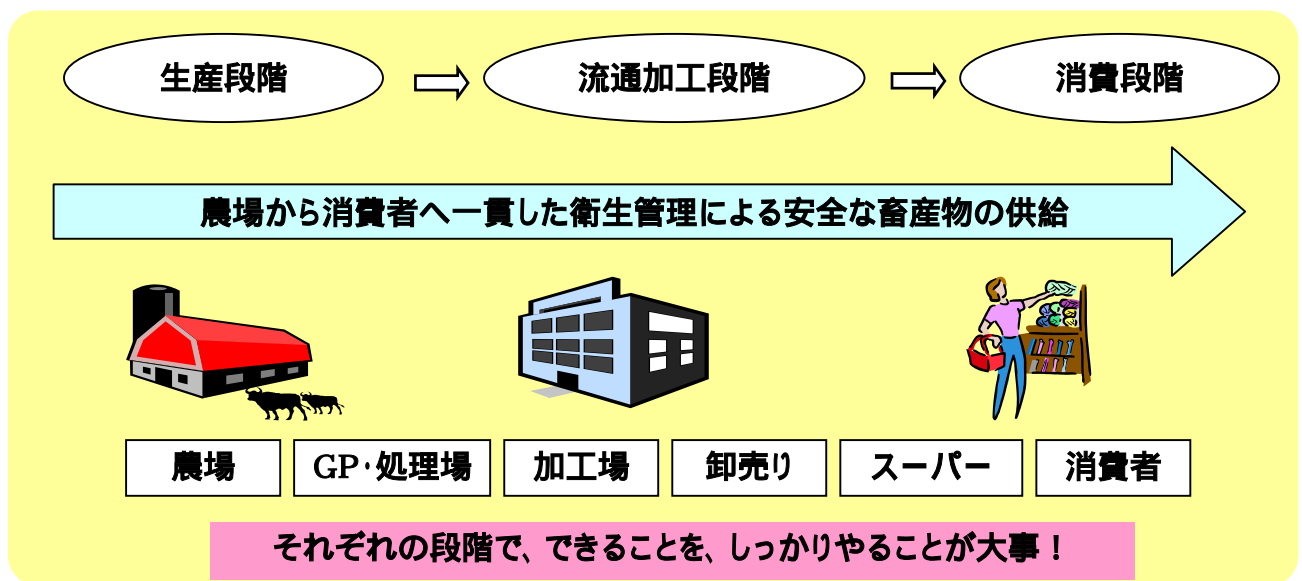 生産段階
流通加工段階
消費段階
農場から消費者へ一貫した衛生管理による安全な畜産物の供給
農場
GP・処理場
加工場
卸売り
スーパー
消費者
それぞれの段階で、できることを、しっかりやることが大事！